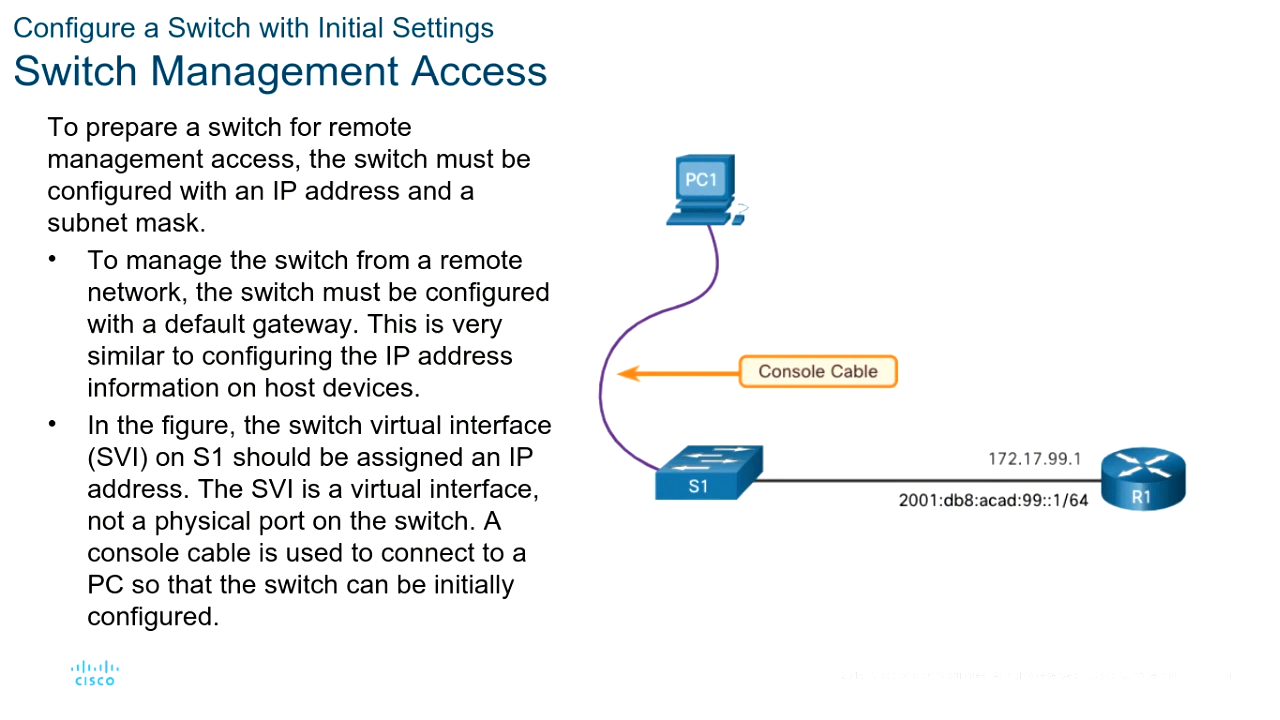 Configure a Switch with Initial Settings
Switch Management Access
To prepare a switch for remote
management access, the switch must be
configured with an IP address and a
subnet mask.
• To manage the switch from a remote
network, the switch must be configured
with a default gateway. This is very
similar to configuring the IP address
information on host devices.
• In the figure, the switch virtual interface
(SVI) on S1 should be assigned an IP
address. The SVI is a virtual interface,
not a physical port on the switch. A
console cable is used to connect to a
PC so that the switch can be initially
configured.
PC1
Console Cable
S1
172.17.99.1
2001:db8:acad:99::1/64
R1
CISCO